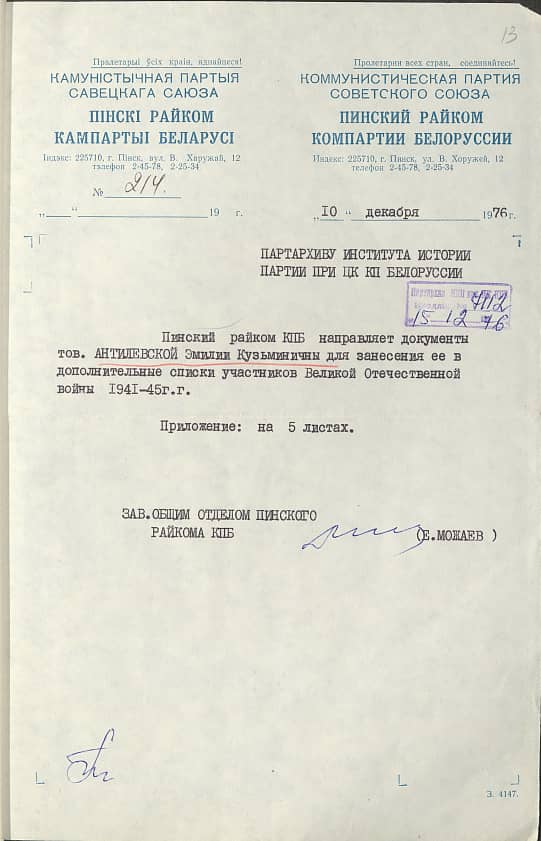 13
Пралетарыі ўсіх краін, яднайцеся!
КАМУНІСТЫЧНАЯ ПАРТЫЯ
САВЕЦКАГА САЮЗА
ПІНСКІ РАЙКОМ
КАМПАРТЫІ БЕЛАРУСІ
Індэкс: 225710, г. Пінск, вул. В. Харужай, 12
тэлефон 2-45-78, 2-25-34
№ 214.
„ “ 19 г.
Пролетарии всех стран, соединяйтесь!
КОММУНИСТИЧЕСКАЯ ПАРТИЯ
СОВЕТСКОГО СОЮЗА
ПИНСКИЙ РАЙКОМ
КОМПАРТИИ БЕЛОРУССИИ
Индекс: 225710, г. Пинск, ул. В. Хоружей, 12
телефон 2-45-78, 2-25-34
„10“ декабря 1976 г.
ПАРТАРХИВУ ИНСТИТУТА ИСТОРИИ
ПАРТИИ ПРИ ЦК КП БЕЛОРУССИИ
7112
15 12 76
Пинский райком КПБ направляет документы
тов. АНТИЛЕВСКОЙ Эмилии Кузьминичны для занесения ее в
дополнительные списки участников Великой Отечественной
войны 1941-45г.г.
Приложение: на 5 листах.
ЗАВ.ОБЩИМ ОТДЕЛОМ ПИНСКОГО
РАЙКОМА КПБ
(Е.МОЖАЕВ )
З. 4147.